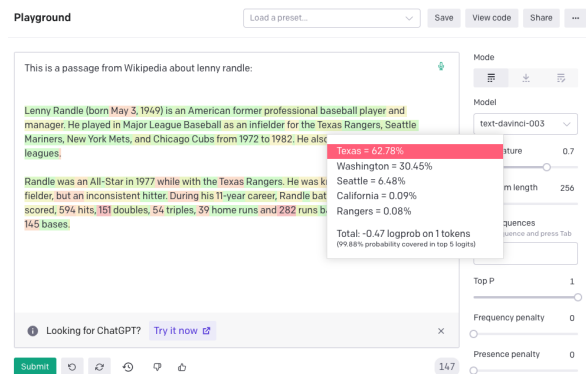 Playground
Load a preset...
Save
View code
Share
...
This is a passage from Wikipedia about lenny randle:
Lenny Randle (born May 3, 1949) is an American former professional baseball player and
manager. He played in Major League Baseball as an infielder for the Texas Rangers, Seattle
Mariners, New York Mets, and Chicago Cubs from 1972 to 1982. He also
leagues.
Randle was an All-Star in 1977 while with the Texas Rangers. He was
fielder, but an inconsistent hitter. During his 11-year career, Randle
scored, 594 hits, 151 doubles, 54 triples, 39 home runs and 282 runs
145 bases.
Texas = 62.78%
Washington = 30.45%
Seattle = 6.48%
California = 0.09%
Rangers = 0.08%
Total: -0.47 logprob on 1 tokens
(99.88% probability covered in top 5 logits)
Looking for ChatGPT?
Try it now
Submit
147
Mode
Model
text-davinci-003
ature
0.7
m length
256
equences
uence and press Tab
Top P
1
Frequency penalty
0
Presence penalty
0